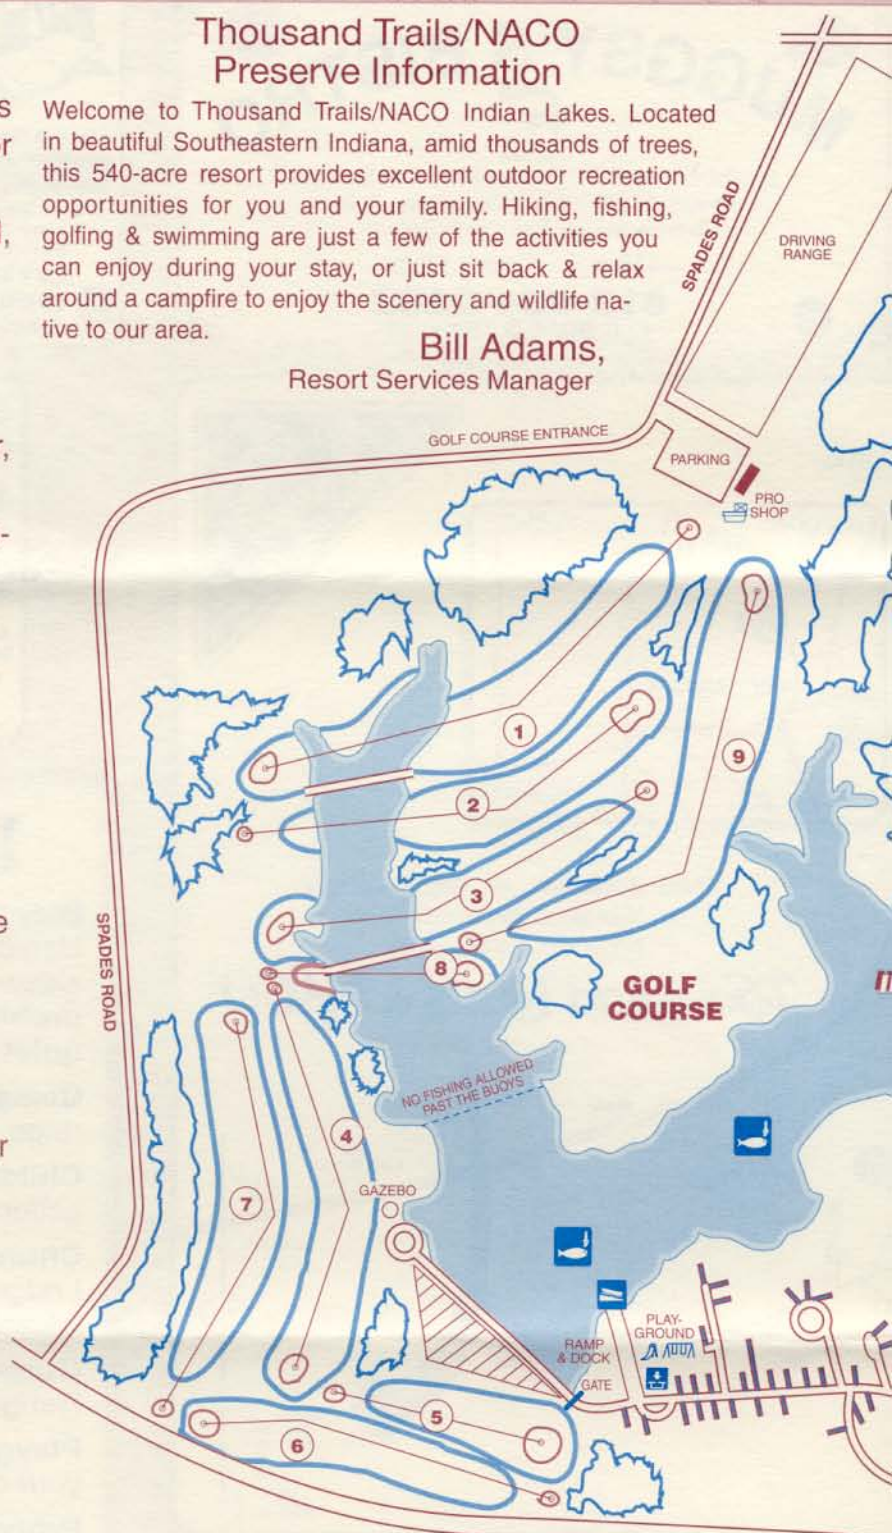 Thousand Trails/NACO
Preserve Information
Welcome to Thousand Trails/NACO Indian Lakes. Located
in beautiful Southeastern Indiana, amid thousands of trees,
this 540-acre resort provides excellent outdoor recreation
opportunities for you and your family. Hiking, fishing,
golfing & swimming are just a few of the activities you
can enjoy during your stay, or just sit back & relax
around a campfire to enjoy the scenery and wildlife na-
tive to our area.
Bill Adams,
Resort Services Manager
SPADES ROAD
DRIVING
RANGE
GOLF COURSE ENTRANCE
PARKING
PRO
SHOP
1
2
9
3
8
SPADES ROAD
GOLF
COURSE
NO FISHING ALLOWED
PAST THE BUOYS
4
7
GAZEBO
RAMP
& DOCK
PLAY-
GROUND
GATE
5
6